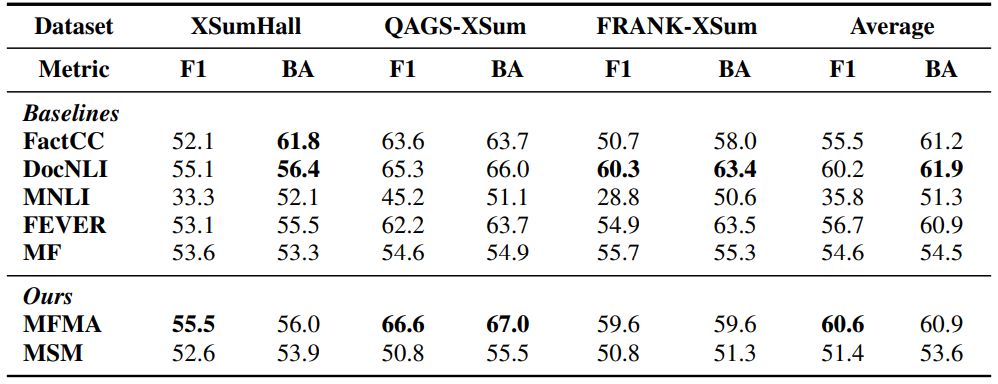 Dataset XSumHall QAGS-XSum FRANK-XSum Average
Metric F1 BA F1 BA F1 BA F1 BA
Baselines
FactCC 52.1 61.8 63.6 63.7 50.7 58.0 55.5 61.2
DocNLI 55.1 56.4 65.3 66.0 60.3 63.4 60.2 61.9
MNLI 33.3 52.1 45.2 51.1 28.8 50.6 35.8 51.3
FEVER 53.1 55.5 62.2 63.7 54.9 63.5 56.7 60.9
MF 53.6 53.3 54.6 54.9 55.7 55.3 54.6 54.5
Ours
MFMA 55.5 56.0 66.6 67.0 59.6 59.6 60.6 60.9
MSM 52.6 53.9 50.8 55.5 50.8 51.3 51.4 53.6